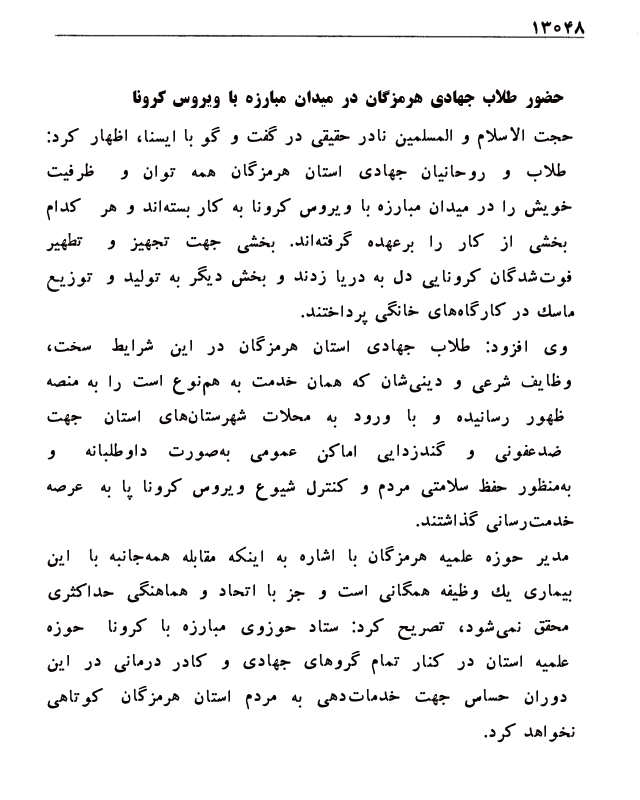 ۱۳۰۴۸
حضور طلاب جهادی هرمزگان در میدان مبارزه با ویروس کرونا
حجت الاسلام و المسلمین نادر حقیقی در گفت و گو با ایسنا، اظهار کرد:
طلاب و روحانیان جهادی استان هرمزگان همه توان و ظرفیت
خویش را در میدان مبارزه با ویروس کرونا به کار بسته‌اند و هر کدام
بخشی از کار را برعهده گرفته‌اند. بخشی جهت تجهیز و تطهیر
فوت‌شدگان کرونایی دل به دریا زدند و بخش دیگر به تولید و توزیع
ماسك در کارگاه‌های خانگی پرداختند.
وی افزود: طلاب جهادی استان هرمزگان در این شرایط سخت،
وظایف شرعی و دینی‌شان که همان خدمت به هم‌نوع است را به منصه
ظهور رسانیده و با ورود به محلات شهرستان‌های استان جهت
ضدعفونی و گندزدایی اماکن عمومی به‌صورت داوطلبانه و
به‌منظور حفظ سلامتی مردم و کنترل شیوع ویروس کرونا پا به عرصه
خدمت‌رسانی گذاشتند.
مدیر حوزه علمیه هرمزگان با اشاره به اینکه مقابله همه‌جانبه با این
بیماری یك وظیفه همگانی است و جز با اتحاد و هماهنگی حداکثری
محقق نمی‌شود، تصریح کرد: ستاد حوزوی مبارزه با کرونا حوزه
علمیه استان در کنار تمام گروهای جهادی و کادر درمانی در این
دوران حساس جهت خدمات‌دهی به مردم استان هرمزگان کوتاهی
نخواهد کرد.